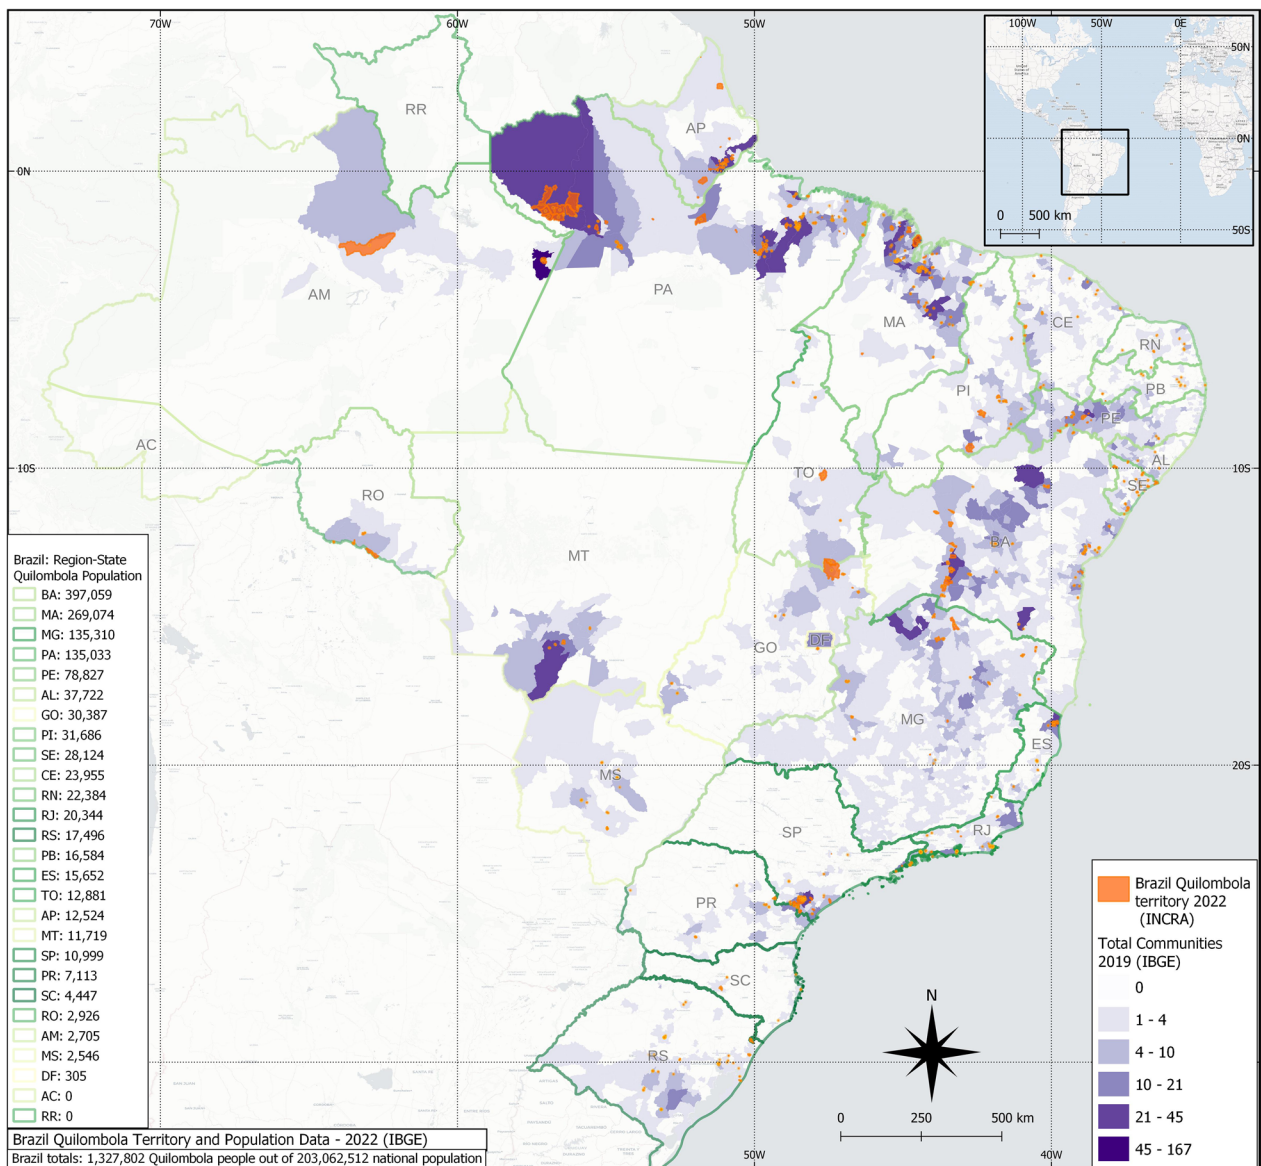 70W
60W
50W
100W
50W
0E
50N
0N
50S
0
500 km
RR
AP
0N
AM
PA
MA
CE
RN
PB
PI
PE
AL
SE
AC
10S
TO
RO
BA
MT
GO
DF
MG
ES
MS
20S
SP
RJ
PR
SC
RS
Brazil: Region-State
Quilombola Population
BA: 397,059
MA: 269,074
MG: 135,310
PA: 135,033
PE: 78,827
AL: 37,722
GO: 30,387
PI: 31,686
SE: 28,124
CE: 23,955
RN: 22,384
RJ: 20,344
RS: 17,496
PB: 16,584
ES: 15,652
TO: 12,881
AP: 12,524
MT: 11,719
SP: 10,999
PR: 7,113
SC: 4,447
RO: 2,926
AM: 2,705
MS: 2,546
DF: 305
AC: 0
RR: 0
Brazil Quilombola
territory 2022
(INCRA)
Total Communities
2019 (IBGE)
0
1 - 4
4 - 10
10 - 21
21 - 45
45 - 167
N
0
250
500 km
50W
40W
Brazil Quilombola Territory and Population Data - 2022 (IBGE)
Brazil totals: 1,327,802 Quilombola people out of 203,062,512 national population